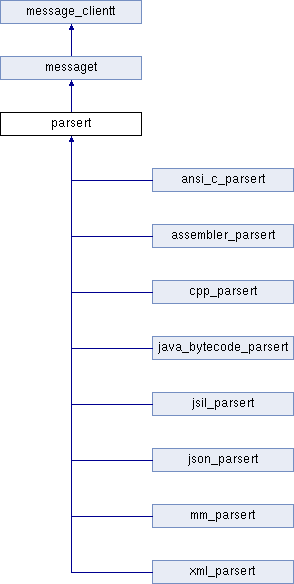 message_clientt
messaget
parsert
ansi_c_parsert
assembler_parsert
cpp_parsert
java_bytecode_parsert
jsil_parsert
json_parsert
mm_parsert
xml_parsert